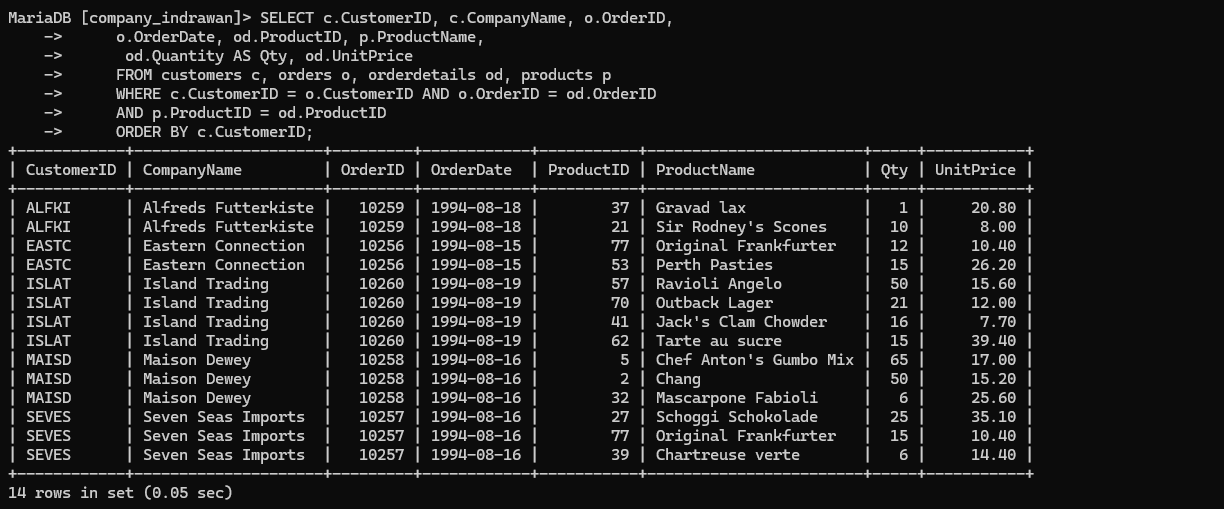 MariaDB [company_indrawan]> SELECT c.CustomerID, c.CompanyName, o.OrderID,
    ->      o.OrderDate, od.ProductID, p.ProductName,
    ->       od.Quantity AS Qty, od.UnitPrice
    ->      FROM customers c, orders o, orderdetails od, products p
    ->      WHERE c.CustomerID = o.CustomerID AND o.OrderID = od.OrderID
    ->      AND p.ProductID = od.ProductID
    ->      ORDER BY c.CustomerID;
+------------+---------------------+---------+------------+-----------+------------------------+-----+-----------+
| CustomerID | CompanyName         | OrderID | OrderDate  | ProductID | ProductName            | Qty | UnitPrice |
+------------+---------------------+---------+------------+-----------+------------------------+-----+-----------+
| ALFKI      | Alfreds Futterkiste |   10259 | 1994-08-18 |        37 | Gravad lax             |   1 |     20.80 |
| ALFKI      | Alfreds Futterkiste |   10259 | 1994-08-18 |        21 | Sir Rodney's Scones    |  10 |      8.00 |
| EASTC      | Eastern Connection  |   10256 | 1994-08-15 |        77 | Original Frankfurter   |  12 |     10.40 |
| EASTC      | Eastern Connection  |   10256 | 1994-08-15 |        53 | Perth Pasties          |  15 |     26.20 |
| ISLAT      | Island Trading      |   10260 | 1994-08-19 |        57 | Ravioli Angelo         |  50 |     15.60 |
| ISLAT      | Island Trading      |   10260 | 1994-08-19 |        70 | Outback Lager          |  21 |     12.00 |
| ISLAT      | Island Trading      |   10260 | 1994-08-19 |        41 | Jack's Clam Chowder    |  16 |      7.70 |
| ISLAT      | Island Trading      |   10260 | 1994-08-19 |        62 | Tarte au sucre         |  15 |     39.40 |
| MAISD      | Maison Dewey        |   10258 | 1994-08-16 |         5 | Chef Anton's Gumbo Mix |  65 |     17.00 |
| MAISD      | Maison Dewey        |   10258 | 1994-08-16 |         2 | Chang                  |  50 |     15.20 |
| MAISD      | Maison Dewey        |   10258 | 1994-08-16 |        32 | Mascarpone Fabioli     |   6 |     25.60 |
| SEVES      | Seven Seas Imports  |   10257 | 1994-08-16 |        27 | Schoggi Schokolade     |  25 |     35.10 |
| SEVES      | Seven Seas Imports  |   10257 | 1994-08-16 |        77 | Original Frankfurter   |  15 |     10.40 |
| SEVES      | Seven Seas Imports  |   10257 | 1994-08-16 |        39 | Chartreuse verte       |   6 |     14.40 |
+------------+---------------------+---------+------------+-----------+------------------------+-----+-----------+
14 rows in set (0.05 sec)